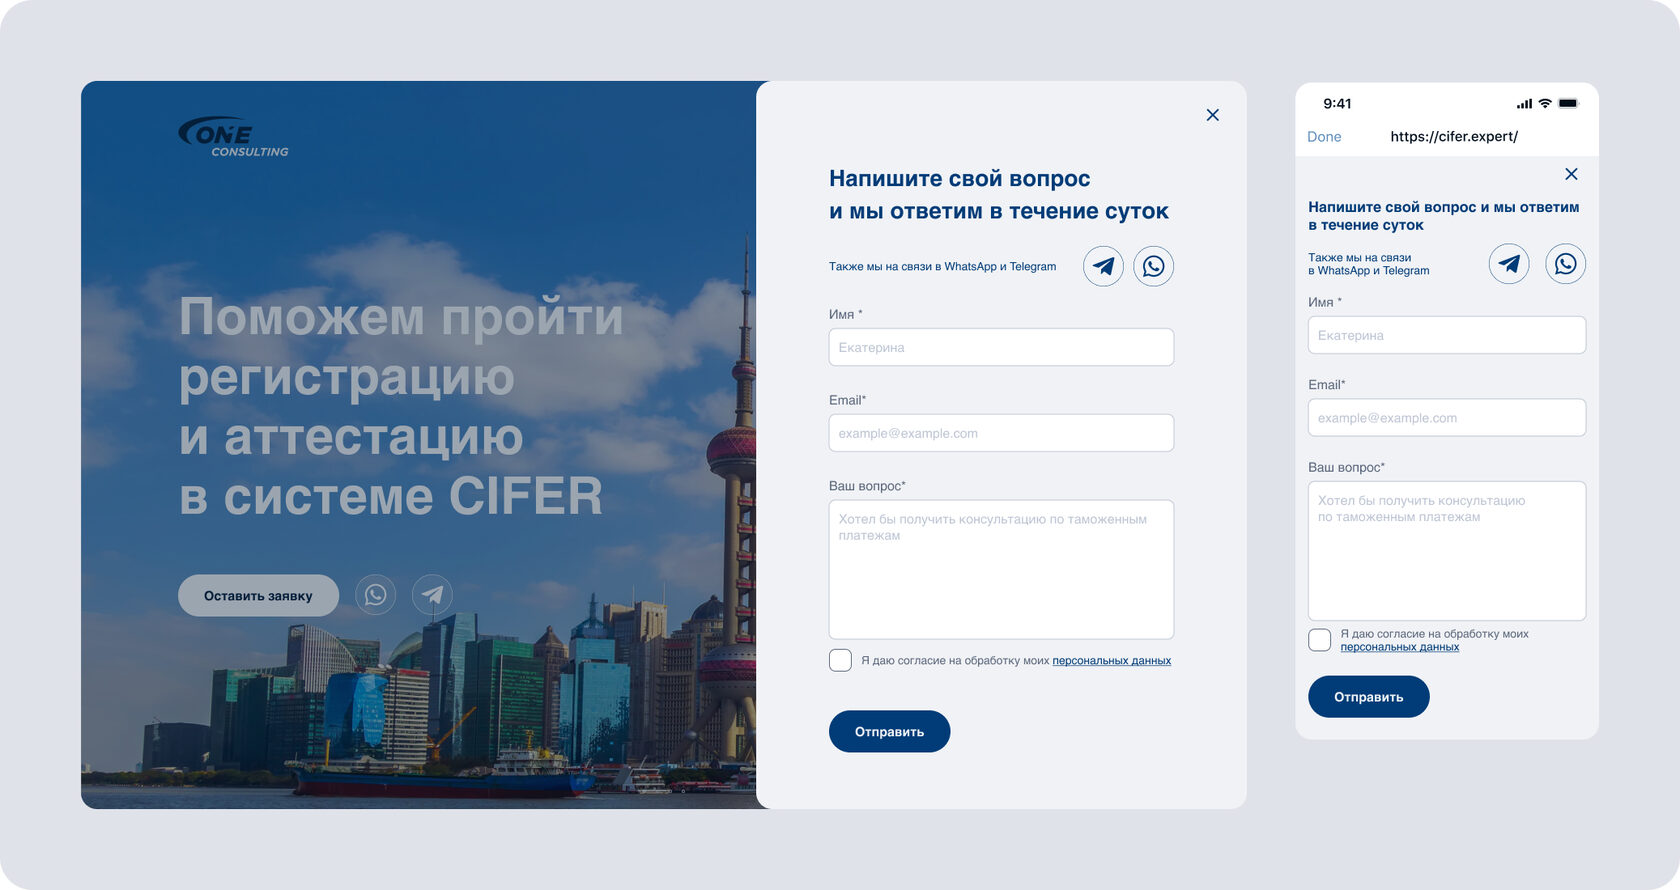 ONE
CONSULTING
Поможем пройти
регистрацию
и аттестацию
в системе CIFER
Оставить заявку
Напишите свой вопрос
и мы ответим в течение суток
Также мы на связи в WhatsApp и Telegram
Имя *
Екатерина
Email*
example@example.com
Ваш вопрос*
Хотел бы получить консультацию по таможенным
платежам
Я даю согласие на обработку моих персональных данных
Отправить
9:41
Done
https://cifer.expert/
Напишите свой вопрос и мы ответим
в течение суток
Также мы на связи
в WhatsApp и Telegram
Имя *
Екатерина
Email*
example@example.com
Ваш вопрос*
Хотел бы получить консультацию
по таможенным платежам
Я даю согласие на обработку моих
персональных данных
Отправить